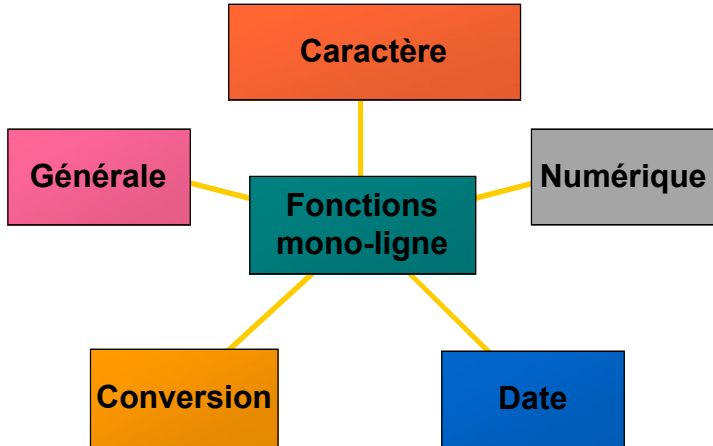 Caractère
Générale
Numérique
Fonctions
mono-ligne
Conversion
Date